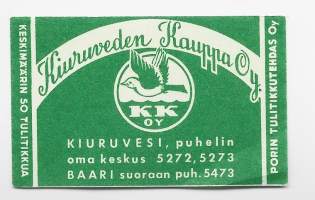 KESKIMÄÄRIN 50 TULITIKKUA
Kiuruveden Kauppa Oy.
KK
OY
KIURUVESI, puhelin
oma keskus 5272,5273
BAARI suoraan puh. 5473
PORIN TULITIKKUTEHDAS Oy